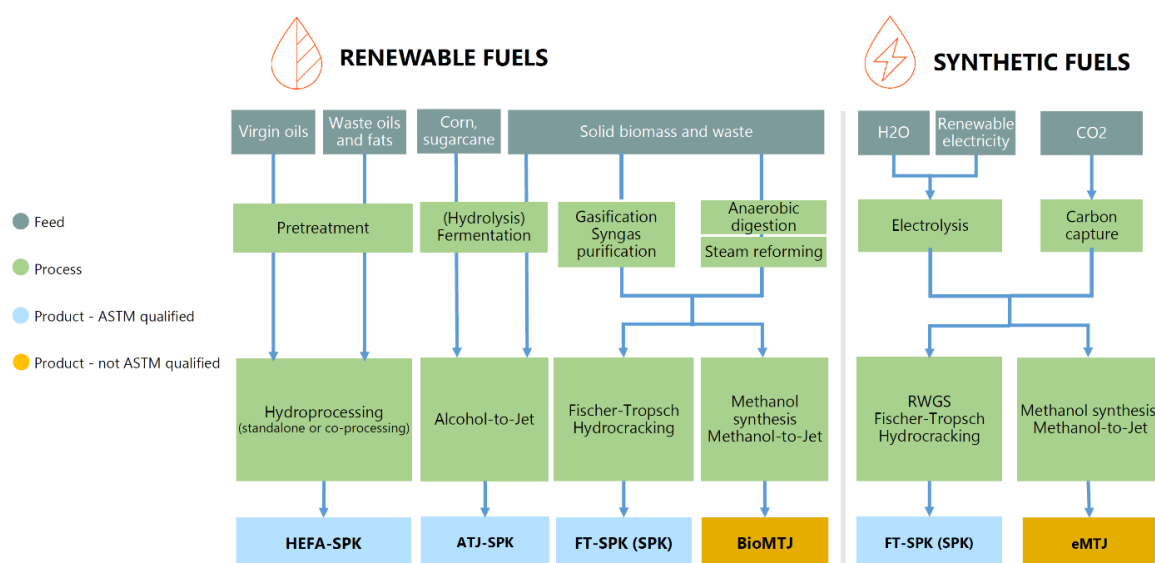 RENEWABLE FUELS
SYNTHETIC FUELS
Virgin oils
Waste oils
and fats
Corn,
sugarcane
Solid biomass and waste
H2O
Renewable
electricity
CO2
Feed
Process
Product - ASTM qualified
Product - not ASTM qualified
Pretreatment
(Hydrolysis)
Fermentation
Gasification
Syngas
purification
Anaerobic
digestion
Steam reforming
Electrolysis
Carbon
capture
Hydroprocessing
(standalone or co-processing)
Alcohol-to-Jet
Fischer-Tropsch
Hydrocracking
Methanol
synthesis
Methanol-to-Jet
RWGS
Fischer-Tropsch
Hydrocracking
Methanol synthesis
Methanol-to-Jet
HEFA-SPK
ATJ-SPK
FT-SPK (SPK)
BioMTJ
FT-SPK (SPK)
eMTJ